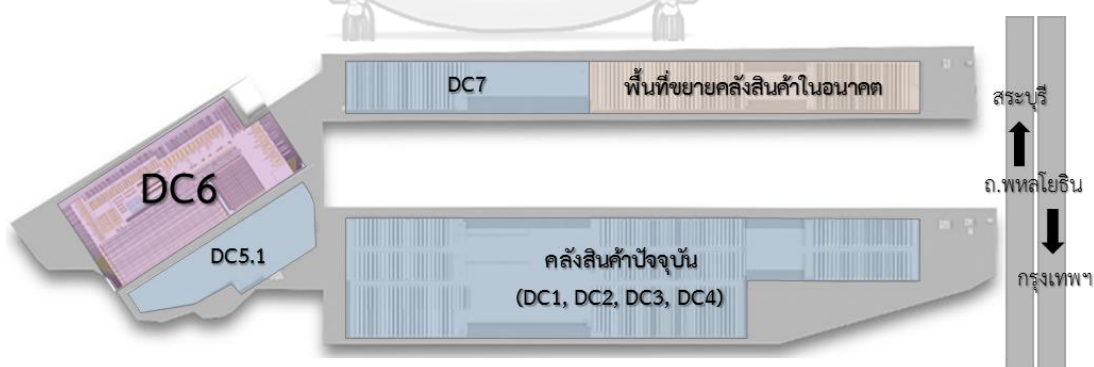 DC7
พื้นที่ขยายคลังสินค้าในอนาคต
สระบุรี
DC6
ถ.พหลโยธิน
DC5.1
คลังสินค้าปัจจุบัน
(DC1, DC2, DC3, DC4)
กรุงเทพฯ